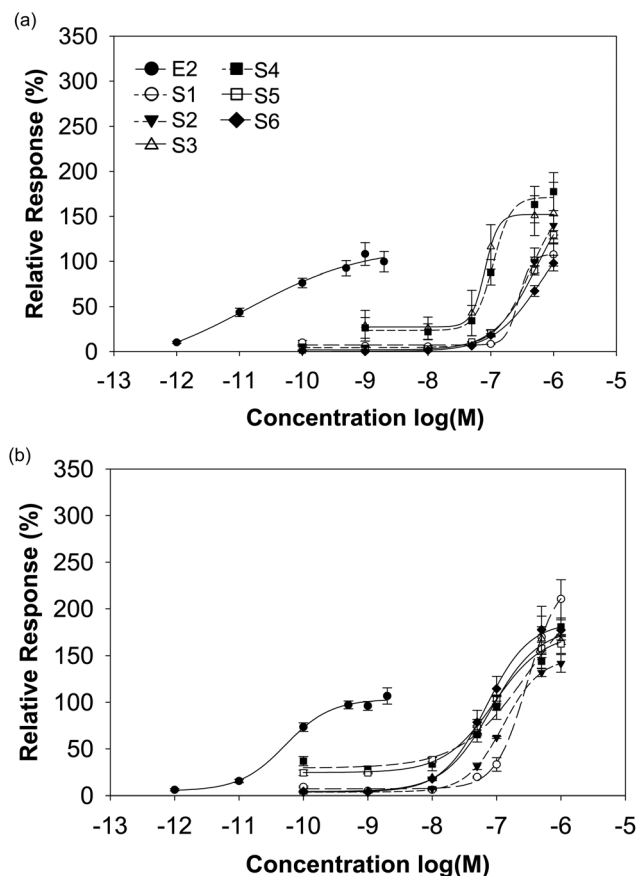 (a)
350
300
250
200
150
100
50
0
Relative Response (%)
E2 S4
S1 S5
S2 S6
S3
-13 -12 -11 -10 -9 -8 -7 -6 -5
Concentration log(M)
(b)
350
300
250
200
150
100
50
0
Relative Response (%)
-13 -12 -11 -10 -9 -8 -7 -6 -5
Concentration log(M)